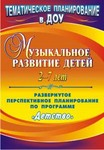 ТЕМАТИЧЕСКОЕ ПЛАНИРОВАНИЕ
в ДОУ
Музыкальное
развитие детей
2-7 лет
РАЗВЕРНУТОЕ
ПЕРСПЕКТИВНОЕ ПЛАНИРОВАНИЕ
ПО ПРОГРАММЕ
«Детство»